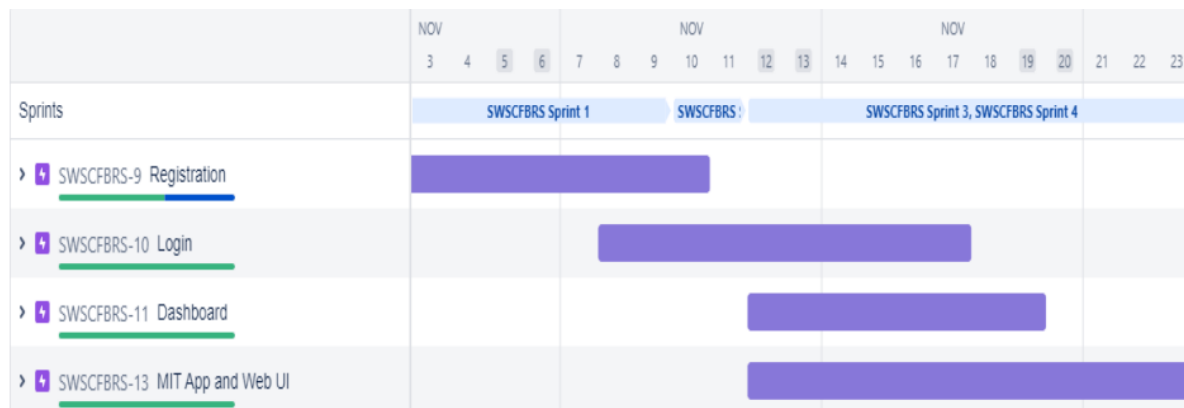 NOV NOV NOV
3 4 5 6 7 8 9 10 11 12 13 14 15 16 17 18 19 20 21 22 23
Sprints SWSCFBRS Sprint 1 SWSCFBRS SWSCFBRS Sprint 3, SWSCFBRS Sprint 4
SWSCFBRS-9 Registration
SWSCFBRS-10 Login
SWSCFBRS-11 Dashboard
SWSCFBRS-13 MIT App and Web UI